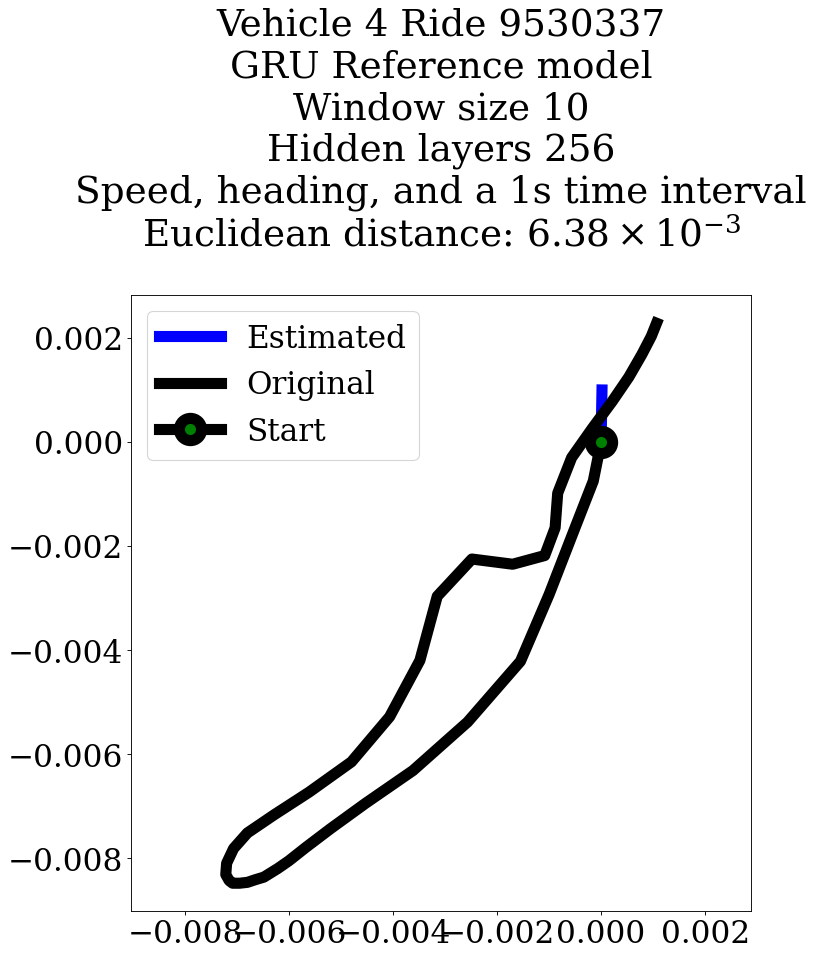 Vehicle 4 Ride 9530337
GRU Reference model
Window size 10
Hidden layers 256
Speed, heading, and a 1s time interval
Euclidean distance: 6.38 × 10⁻³
Estimated
Original
Start
0.002
0.000
−0.002
−0.004
−0.006
−0.008
−0.008 −0.006 −0.004 −0.002 0.000 0.002